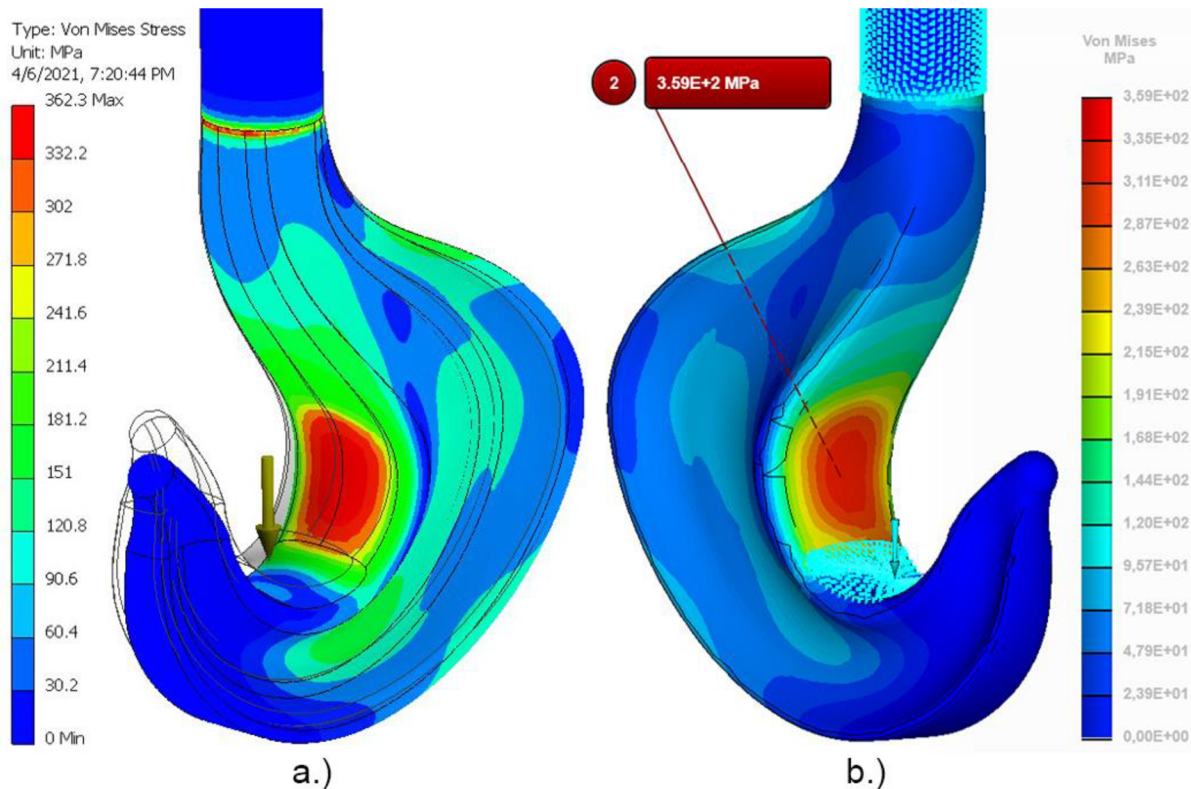 Type: Von Mises Stress
Unit: MPa
4/6/2021, 7:20:44 PM
362.3 Max
332.2
302
271.8
241.6
211.4
181.2
151
120.8
90.6
60.4
30.2
0 Min
a.)
2
3.59E+2 MPa
Von Mises
MPa
3,59E+02
3,35E+02
3,11E+02
2,87E+02
2,63E+02
2,39E+02
2,15E+02
1,91E+02
1,68E+02
1,44E+02
1,20E+02
9,57E+01
7,18E+01
4,79E+01
2,39E+01
0,00E+00
b.)